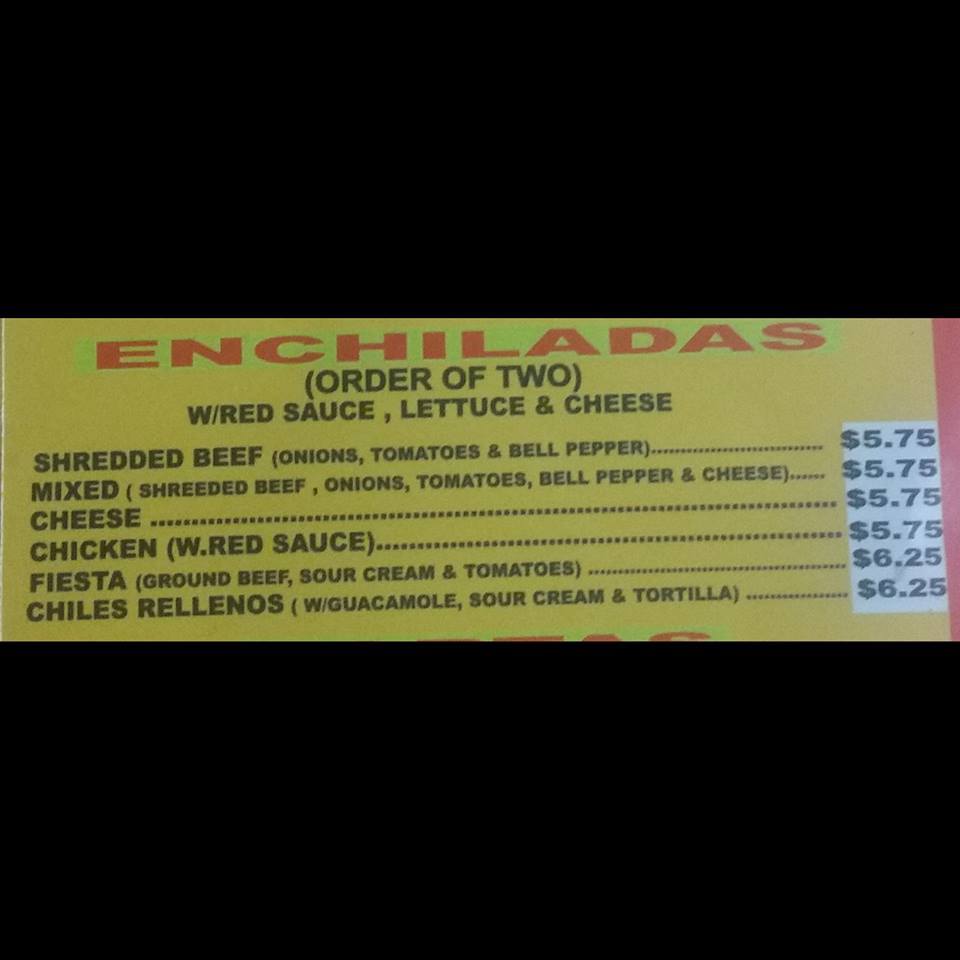 ENCHILADAS
(ORDER OF TWO)
W/RED SAUCE , LETTUCE & CHEESE
SHREDDED BEEF (ONIONS, TOMATOES & BELL PEPPER)............................ $5.75
MIXED ( SHREEDED BEEF , ONIONS, TOMATOES, BELL PEPPER & CHEESE)...... $5.75
CHEESE ........................................................................ $5.75
CHICKEN (W.RED SAUCE)................................................ $5.75
FIESTA (GROUND BEEF, SOUR CREAM & TOMATOES) ............................ $6.25
CHILES RELLENOS ( W/GUACAMOLE, SOUR CREAM & TORTILLA) ................ $6.25